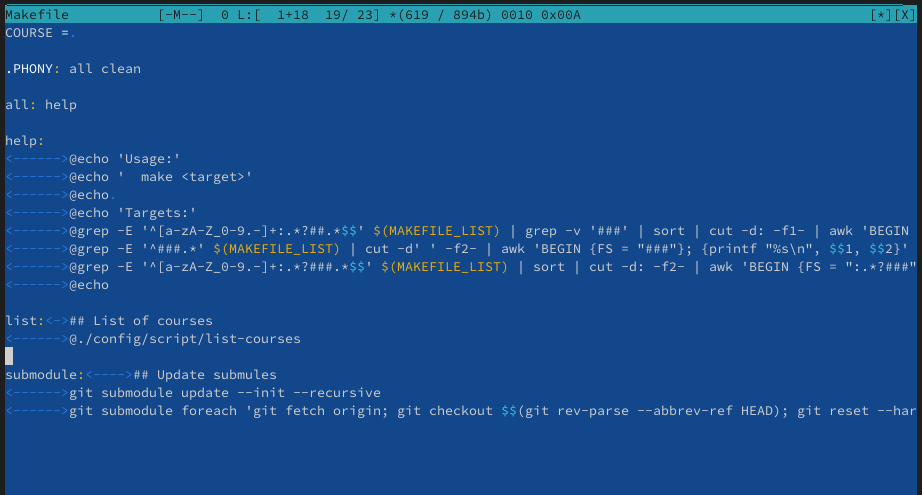 Makefile [-M--] 0 L:[ 1+18 19/ 23] *(619 / 894b) 0010 0x00A [*][X]
COURSE =.
.PHONY: all clean
all: help
help:
<------>@echo 'Usage:'
<------>@echo '  make <target>'
<------>@echo.
<------>@echo 'Targets:'
<------>@grep -E '^[a-zA-Z_0-9.-]+:.*?##.*$$' $(MAKEFILE_LIST) | grep -v '###' | sort | cut -d: -f1- | awk 'BEGIN
<------>@grep -E '^###.*' $(MAKEFILE_LIST) | cut -d' ' -f2- | awk 'BEGIN {FS = "###"}; {printf "%s\n", $$1, $$2}'
<------>@grep -E '^[a-zA-Z_0-9.-]+:.*?###.*$$' $(MAKEFILE_LIST) | sort | cut -d: -f2- | awk 'BEGIN {FS = ":.*?###"
<------>@echo
list:<->## List of courses
<------>@./config/script/list-courses
submodule:<---->## Update submules
<------>git submodule update --init --recursive
<------>git submodule foreach 'git fetch origin; git checkout $$(git rev-parse --abbrev-ref HEAD); git reset --har